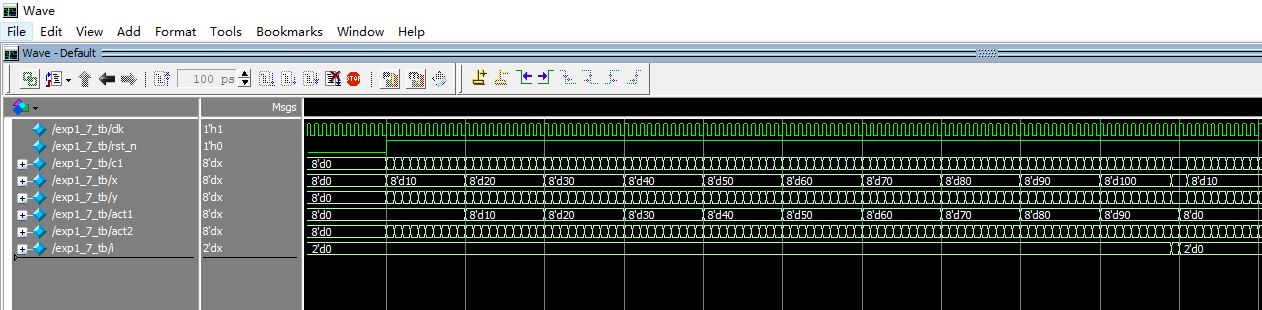 Wave
File Edit View Add Format Tools Bookmarks Window Help
Wave - Default
100 ps STOP
Msgs
/exp1_7_tb/clk 1'h1
/exp1_7_tb/rst_n 1'h0
/exp1_7_tb/c1 8'dx 8'd0
/exp1_7_tb/x 8'dx 8'd0 8'd10 8'd20 8'd30 8'd40 8'd50 8'd60 8'd70 8'd80 8'd90 8'd100 8'd10
/exp1_7_tb/y 8'dx 8'd0
/exp1_7_tb/act1 8'dx 8'd0 8'd10 8'd20 8'd30 8'd40 8'd50 8'd60 8'd70 8'd80 8'd90 8'd0
/exp1_7_tb/act2 8'dx 8'd0
/exp1_7_tb/i 2'dx 2'd0 2'd0